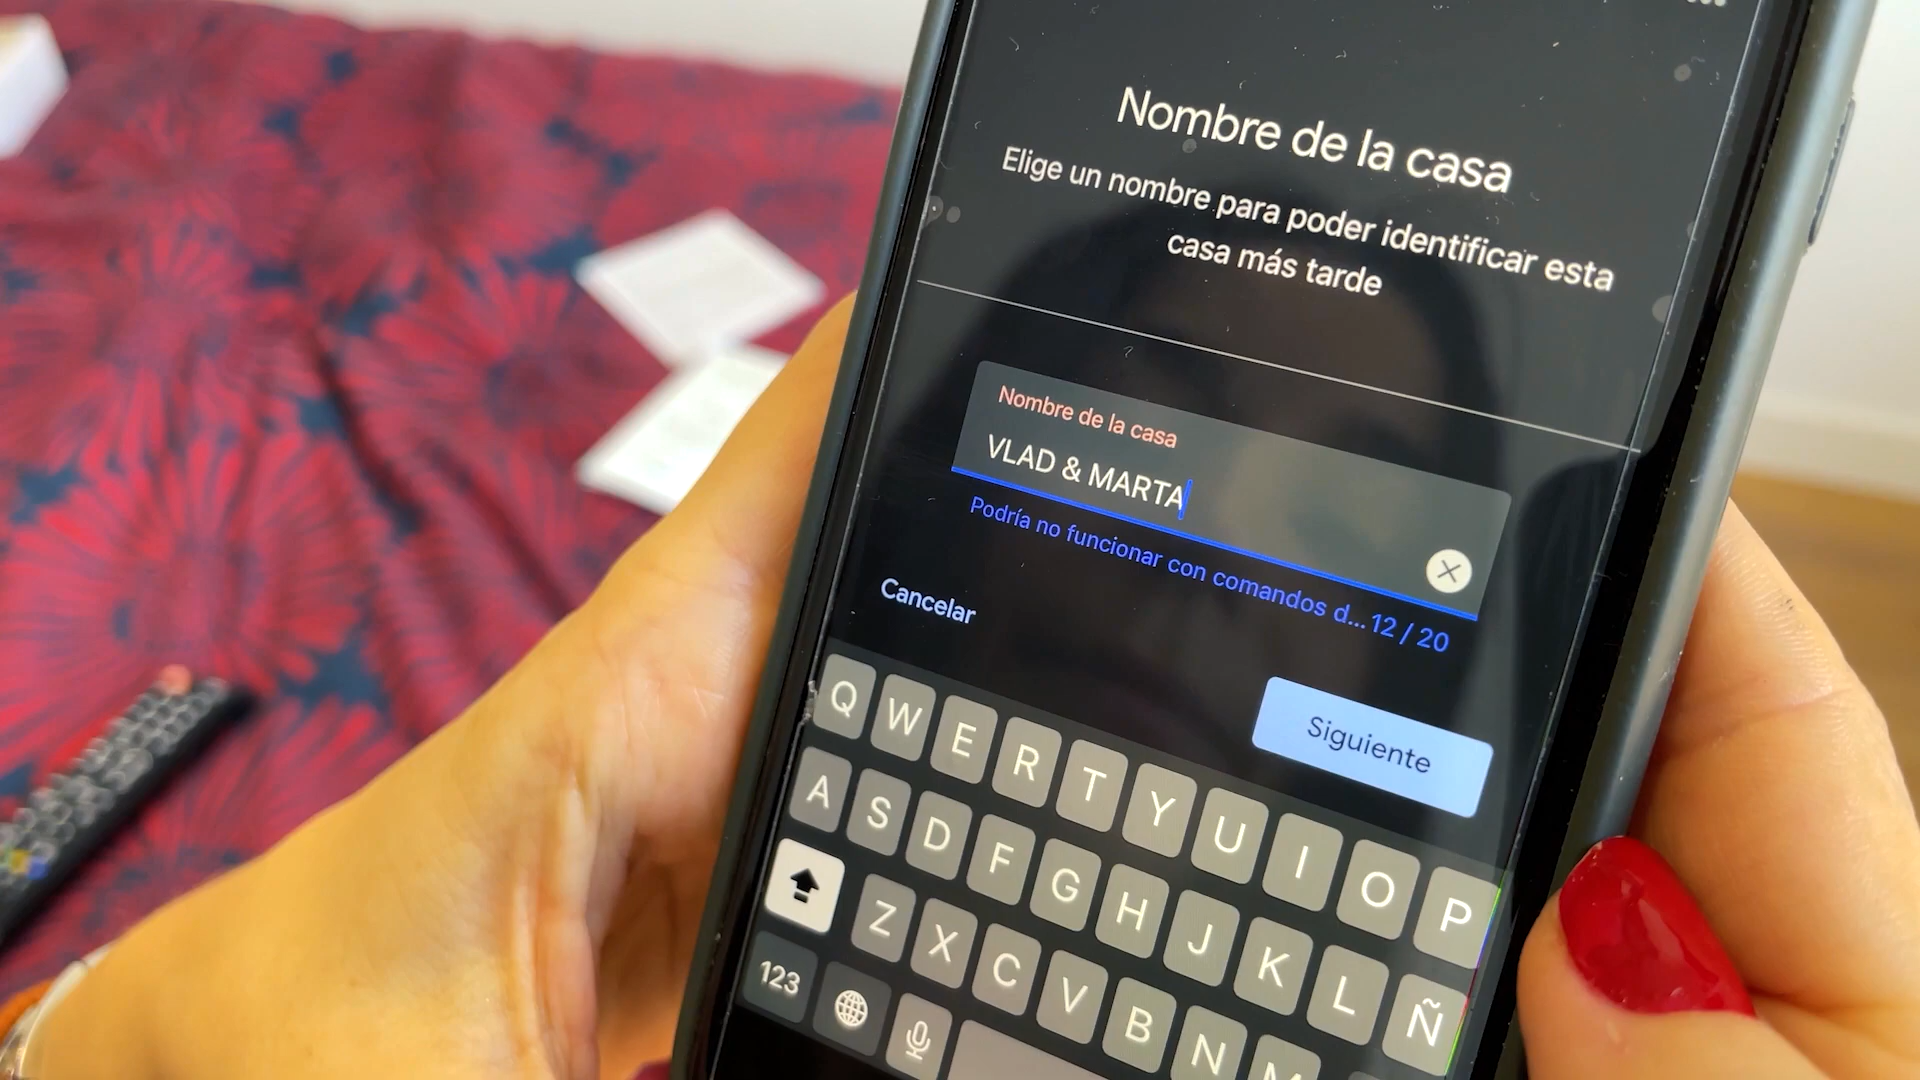 Nombre de la casa
Elige un nombre para poder identificar esta
casa más tarde
Nombre de la casa
VLAD & MARTA
Podría no funcionar con comandos d... 12 / 20
Cancelar
Siguiente
Q W E R T Y U I O P
A S D F G H J K L Ñ
Z X C V B N M
123